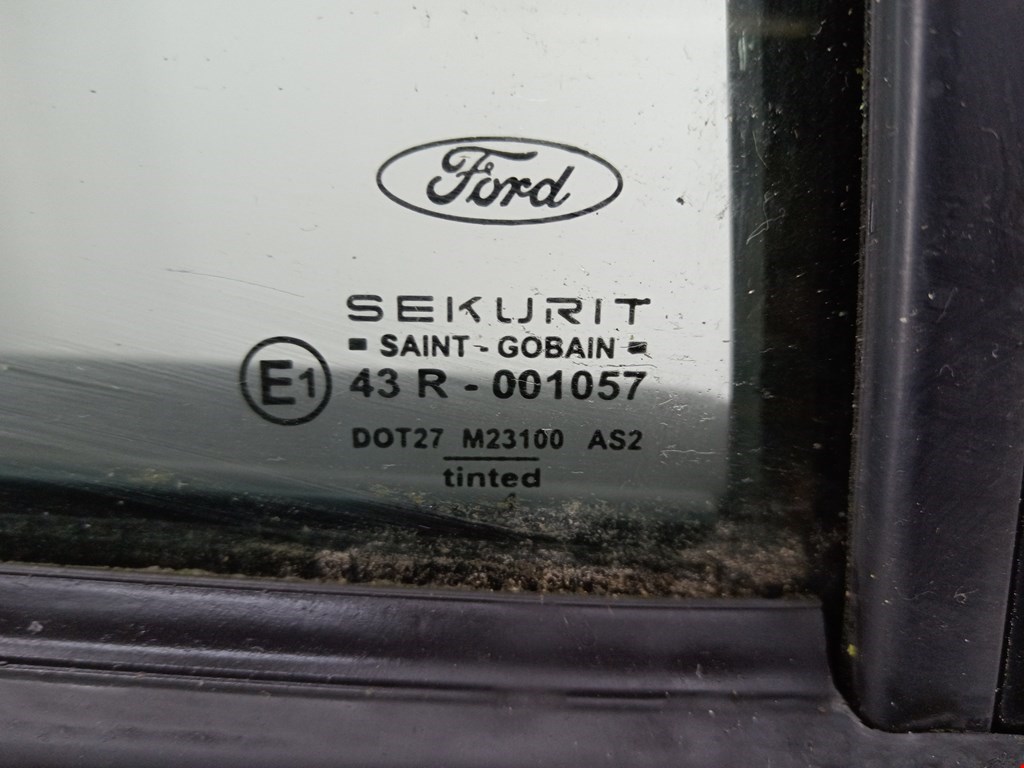 Ford
SEKURIT
SAINT - GOBAIN
E1 43 R - 001057
DOT27 M23100 AS2
tinted